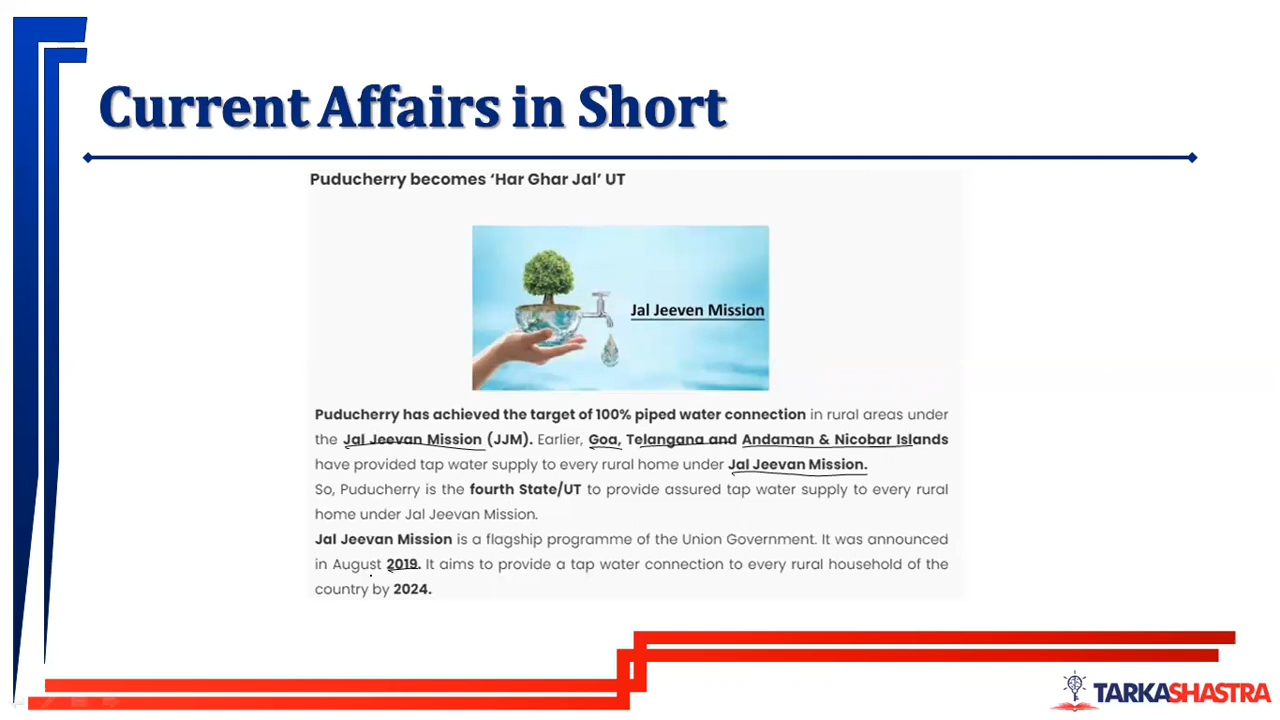 Current Affairs in Short
Puducherry becomes ‘Har Ghar Jal’ UT
Jal Jeeven Mission
Puducherry has achieved the target of 100% piped water connection in rural areas under
the Jal Jeevan Mission (JJM). Earlier, Goa, Telangana and Andaman & Nicobar Islands
have provided tap water supply to every rural home under Jal Jeevan Mission.
So, Puducherry is the fourth State/UT to provide assured tap water supply to every rural
home under Jal Jeevan Mission.
Jal Jeevan Mission is a flagship programme of the Union Government. It was announced
in August 2019. It aims to provide a tap water connection to every rural household of the
country by 2024.
TARKASHASTRA